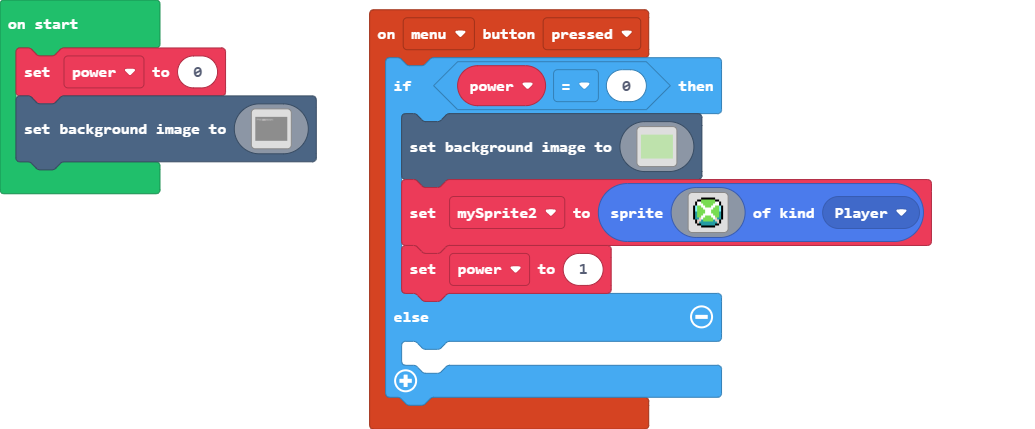 on start
set power to 0
set background image to
on menu button pressed
if power = 0 then
set background image to
set mySprite2 to sprite of kind Player
set power to 1
else